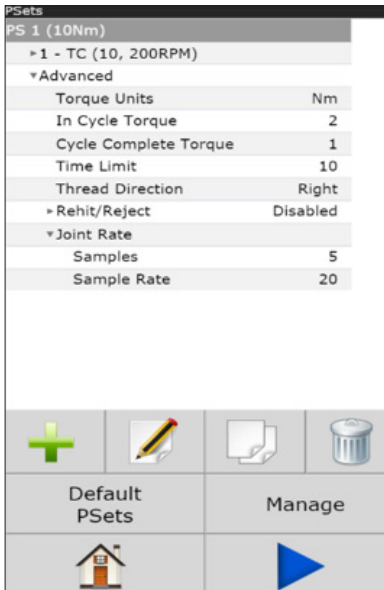 PSets
PS 1 (10Nm)
1 - TC (10, 200RPM)
Advanced
Torque Units Nm
In Cycle Torque 2
Cycle Complete Torque 1
Time Limit 10
Thread Direction Right
Rehit/Reject Disabled
Joint Rate
Samples 5
Sample Rate 20
Default
PSets
Manage